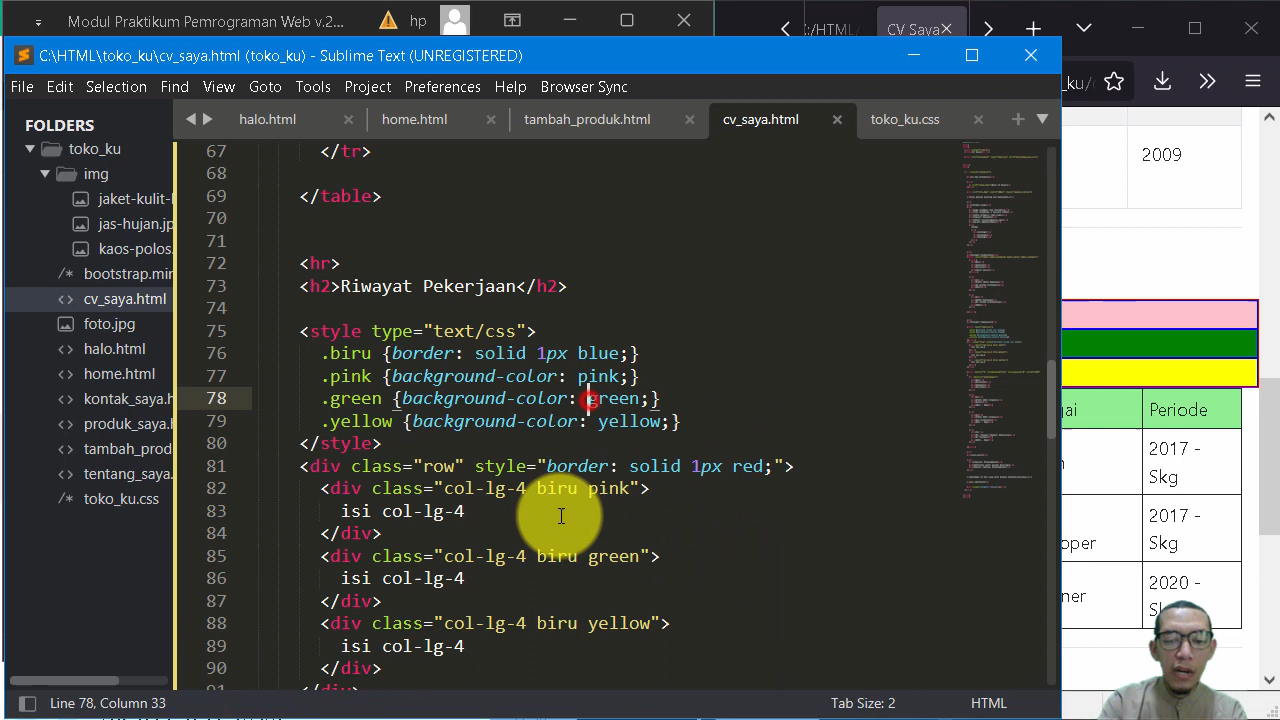 Modul Praktikum Pemrograman Web v.2...
hp
:/HTML/
CV Saya
C:\HTML\toko_ku\cv_saya.html (toko_ku) - Sublime Text (UNREGISTERED)
_ku/
File Edit Selection Find View Goto Tools Project Preferences Help Browser Sync
FOLDERS
halo.html
home.html
tambah_produk.html
cv_saya.html
toko_ku.css
toko_ku
img
jaket-kulit-
jas-hujan.jp
kaos-polos.
bootstrap.min
cv_saya.html
foto.jpg
halo.html
home.html
kontak_saya.h
tambah_prod
tentang_saya.
toko_ku.css
67 </tr>
68
69 </table>
70
71
72 <hr>
73 <h2>Riwayat Pekerjaan</h2>
74
75 <style type="text/css">
76 .biru {border: solid 1px blue;}
77 .pink {background-color: pink;}
78 .green {background-color: green;}
79 .yellow {background-color: yellow;}
80 </style>
81 <div class="row" style="border: solid 1px red;">
82 <div class="col-lg-4 biru pink">
83 isi col-lg-4
84 </div>
85 <div class="col-lg-4 biru green">
86 isi col-lg-4
87 </div>
88 <div class="col-lg-4 biru yellow">
89 isi col-lg-4
90 </div>
91 </div>
2009
Periode
2017 -
Skg
2017 -
Skg
2020 -
Line 78, Column 33
Tab Size: 2
HTML